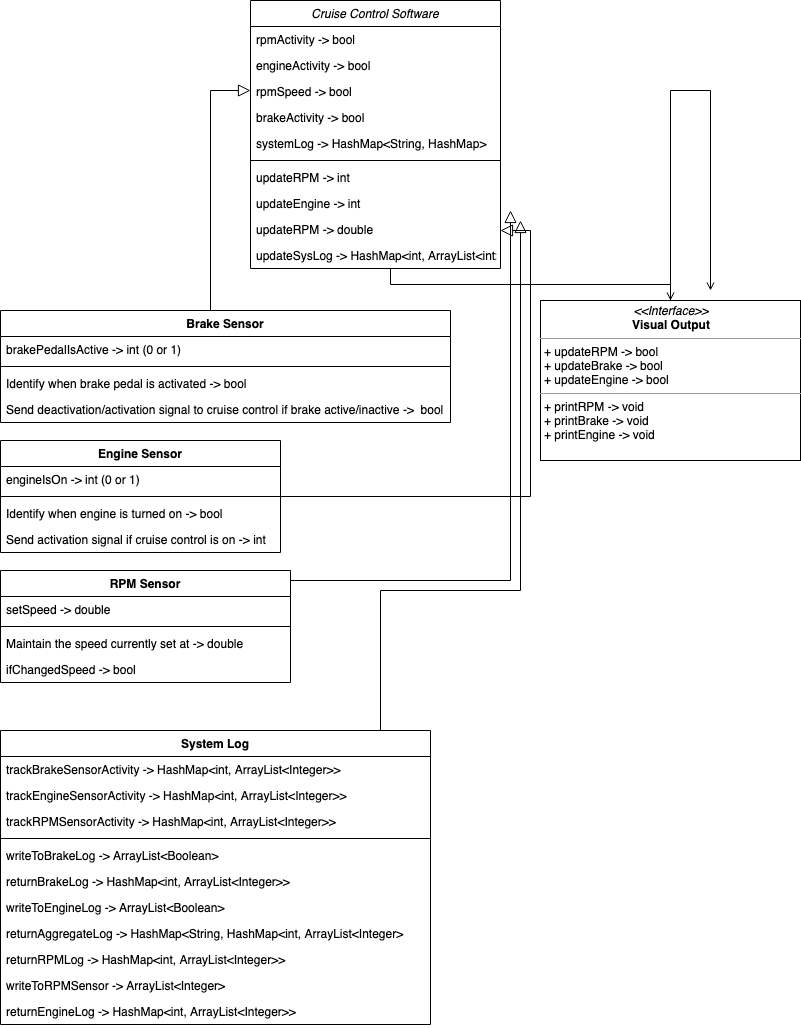 Cruise Control Software
rpmActivity -> bool
engineActivity -> bool
rpmSpeed -> bool
brakeActivity -> bool
systemLog -> HashMap<String, HashMap>
updateRPM -> int
updateEngine -> int
updateRPM -> double
updateSysLog -> HashMap<int, ArrayList<int
Brake Sensor
brakePedalIsActive -> int (0 or 1)
Identify when brake pedal is activated -> bool
Send deactivation/activation signal to cruise control if brake active/inactive -> bool
<<Interface>>
Visual Output
+ updateRPM -> bool
+ updateBrake -> bool
+ updateEngine -> bool
+ printRPM -> void
+ printBrake -> void
+ printEngine -> void
Engine Sensor
engineIsOn -> int (0 or 1)
Identify when engine is turned on -> bool
Send activation signal if cruise control is on -> int
RPM Sensor
setSpeed -> double
Maintain the speed currently set at -> double
ifChangedSpeed -> bool
System Log
trackBrakeSensorActivity -> HashMap<int, ArrayList<Integer>>
trackEngineSensorActivity -> HashMap<int, ArrayList<Integer>>
trackRPMSensorActivity -> HashMap<int, ArrayList<Integer>>
writeToBrakeLog -> ArrayList<Boolean>
returnBrakeLog -> HashMap<int, ArrayList<Integer>>
writeToEngineLog -> ArrayList<Boolean>
returnAggregateLog -> HashMap<String, HashMap<int, ArrayList<Integer>
returnRPMLog -> HashMap<int, ArrayList<Integer>>
writeToRPMSensor -> ArrayList<Integer>
returnEngineLog -> HashMap<int, ArrayList<Integer>>